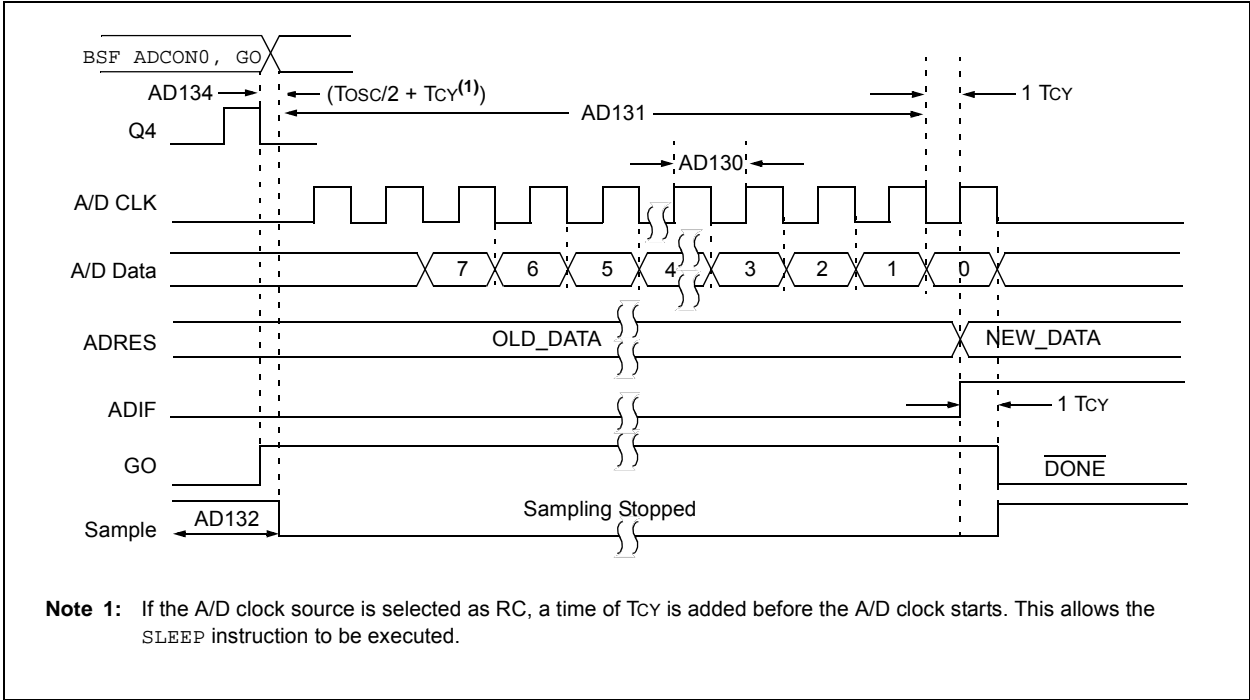 BSF ADCON0, GO
AD134
(TOSC/2 + TCY(1))
1 TCY
AD131
Q4
AD130
A/D CLK
A/D Data
7
6
5
4
3
2
1
0
ADRES
OLD_DATA
NEW_DATA
ADIF
1 TCY
GO
DONE
Sample
AD132
Sampling Stopped
Note 1: If the A/D clock source is selected as RC, a time of TCY is added before the A/D clock starts. This allows the
SLEEP instruction to be executed.